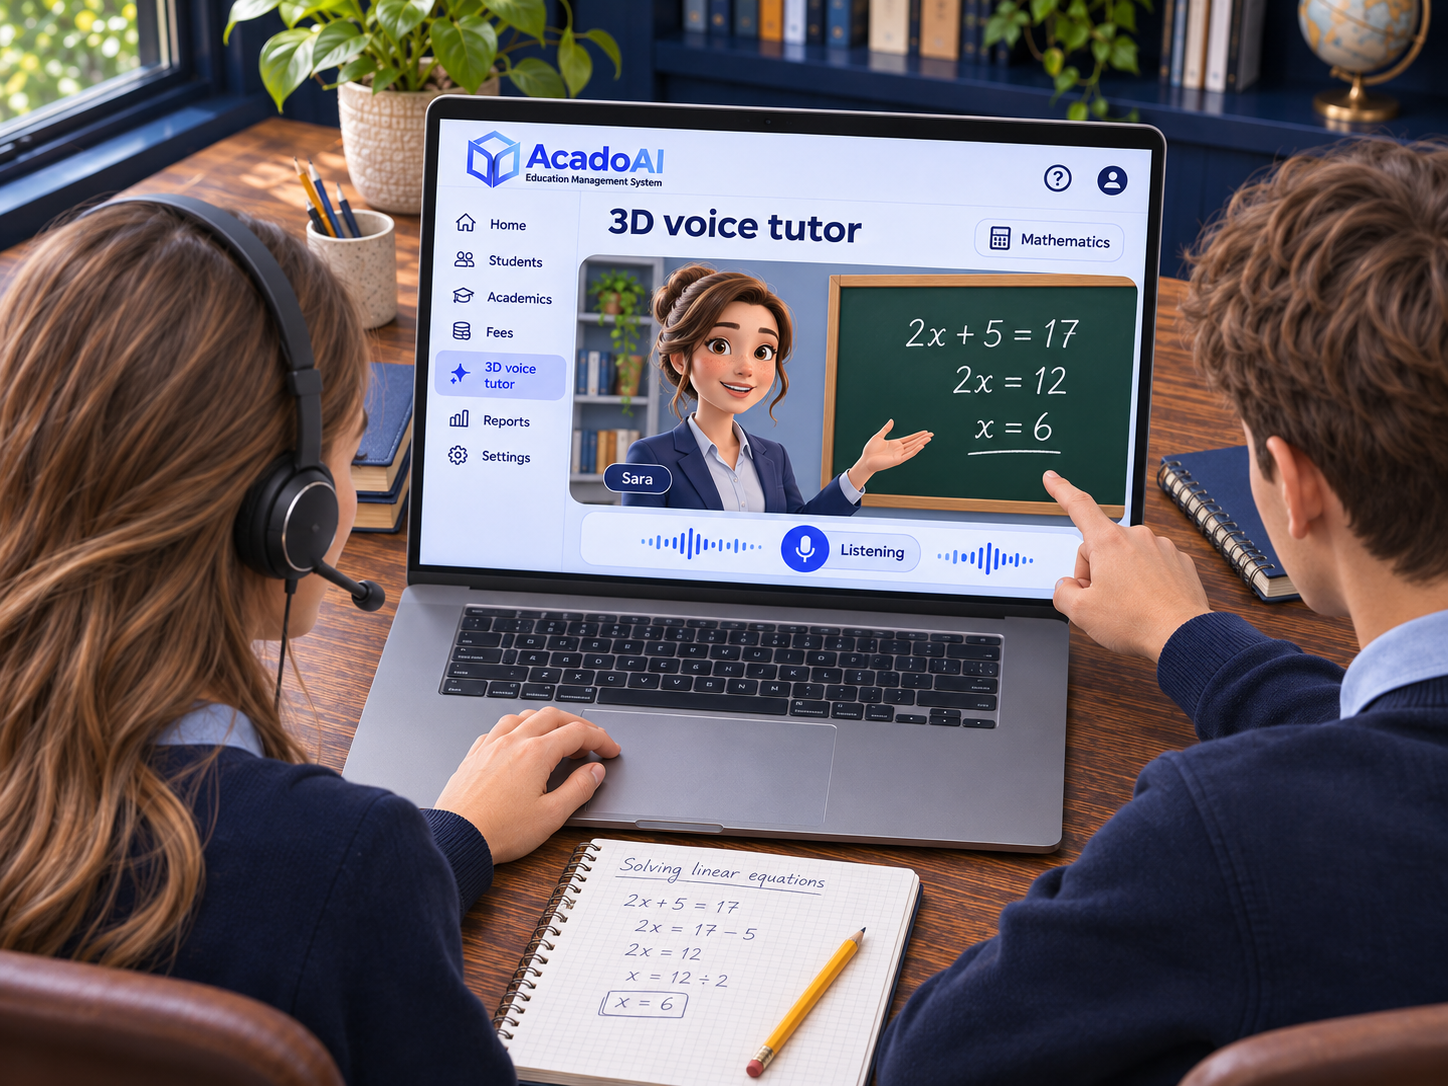 AcadoAI
Education Management System
Home
Students
Academics
Fees
3D voice
tutor
Reports
Settings
3D voice tutor
Mathematics
2x + 5 = 17
2x = 12
x = 6
Sara
Listening
Solving linear equations
2x + 5 = 17
2x = 17 − 5
2x = 12
x = 12 ÷ 2
x = 6